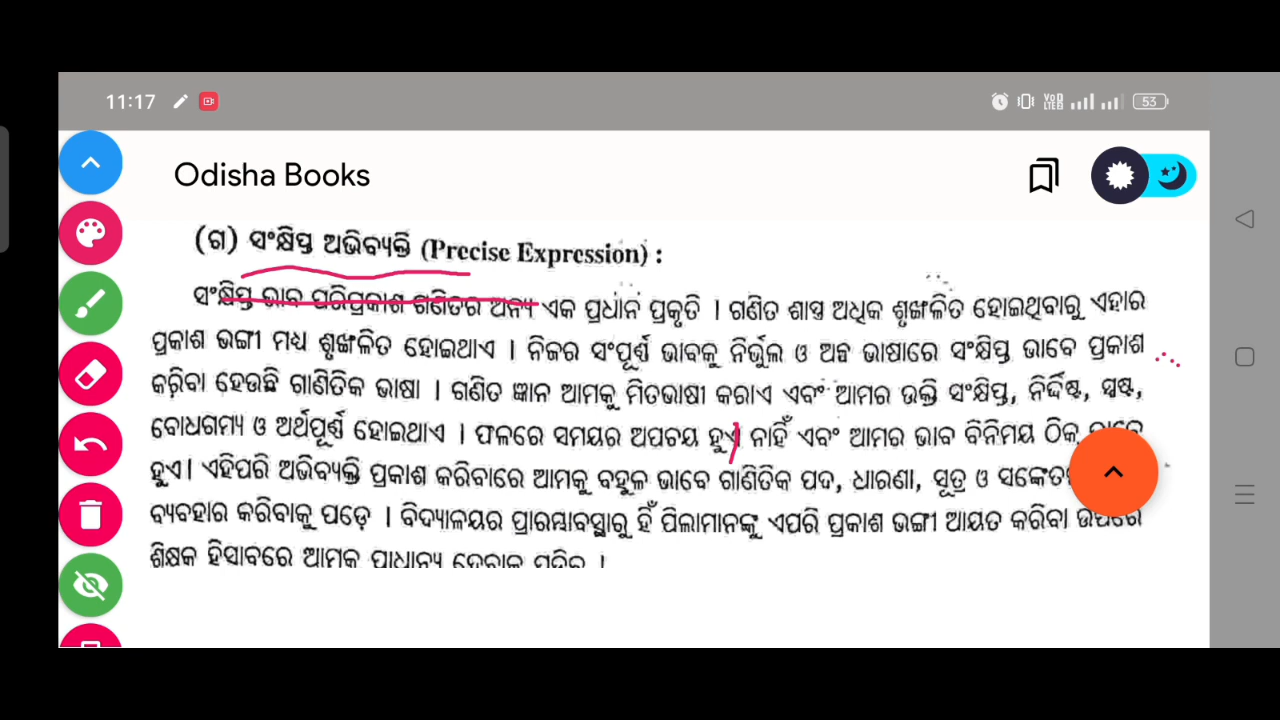 11:17
VoD LTE 53
Odisha Books
(ଗ) ସଂକ୍ଷିପ୍ତ ଅଭିବ୍ୟକ୍ତି (Precise Expression) :
ସଂକ୍ଷିପ୍ତ ଭାବ ପରିପ୍ରକାଶ ଗଣିତର ଅନ୍ୟ ଏକ ପ୍ରଧାନ ପ୍ରକୃତି । ଗଣିତ ଶାସ୍ତ୍ର ଅଧିକ ଶୃଙ୍ଖଳିତ ହୋଇଥିବାରୁ ଏହାର
ପ୍ରକାଶ ଭଙ୍ଗୀ ମଧ୍ୟ ଶୃଙ୍ଖଳିତ ହୋଇଥାଏ । ନିଜର ସଂପୂର୍ଣ୍ଣ ଭାବକୁ ନିର୍ଭୁଲ ଓ ଅଳ୍ପ ଭାଷାରେ ସଂକ୍ଷିପ୍ତ ଭାବେ ପ୍ରକାଶ
କରିବା ହେଉଛି ଗାଣିତିକ ଭାଷା । ଗଣିତ ଜ୍ଞାନ ଆମକୁ ମିତଭାଷୀ କରାଏ ଏବଂ ଆମର ଉକ୍ତି ସଂକ୍ଷିପ୍ତ, ନିର୍ଦ୍ଦିଷ୍ଟ, ସ୍ପଷ୍ଟ,
ବୋଧଗମ୍ୟ ଓ ଅର୍ଥପୂର୍ଣ୍ଣ ହୋଇଥାଏ । ଫଳରେ ସମୟର ଅପଚୟ ହୁଏ ନାହିଁ ଏବଂ ଆମର ଭାବ ବିନିମୟ ଠିକ୍ ଭାବେ
ହୁଏ। ଏହିପରି ଅଭିବ୍ୟକ୍ତି ପ୍ରକାଶ କରିବାରେ ଆମକୁ ବହୁଳ ଭାବେ ଗାଣିତିକ ପଦ, ଧାରଣା, ସୂତ୍ର ଓ
ବ୍ୟବହାର କରିବାକୁ ପଡ଼େ । ବିଦ୍ୟାଳୟର ପ୍ରାରମ୍ଭାବସ୍ଥାରୁ ହିଁ ପିଲାମାନଙ୍କୁ ଏପରି ପ୍ରକାଶ ଭଙ୍ଗୀ ଆୟତ କରିବା ଉପରେ
ଶିକ୍ଷକ ହିସାବରେ ଆମକୁ ପ୍ରାଧାନ୍ୟ ଦେବାକୁ ପଡ଼ିବ ।